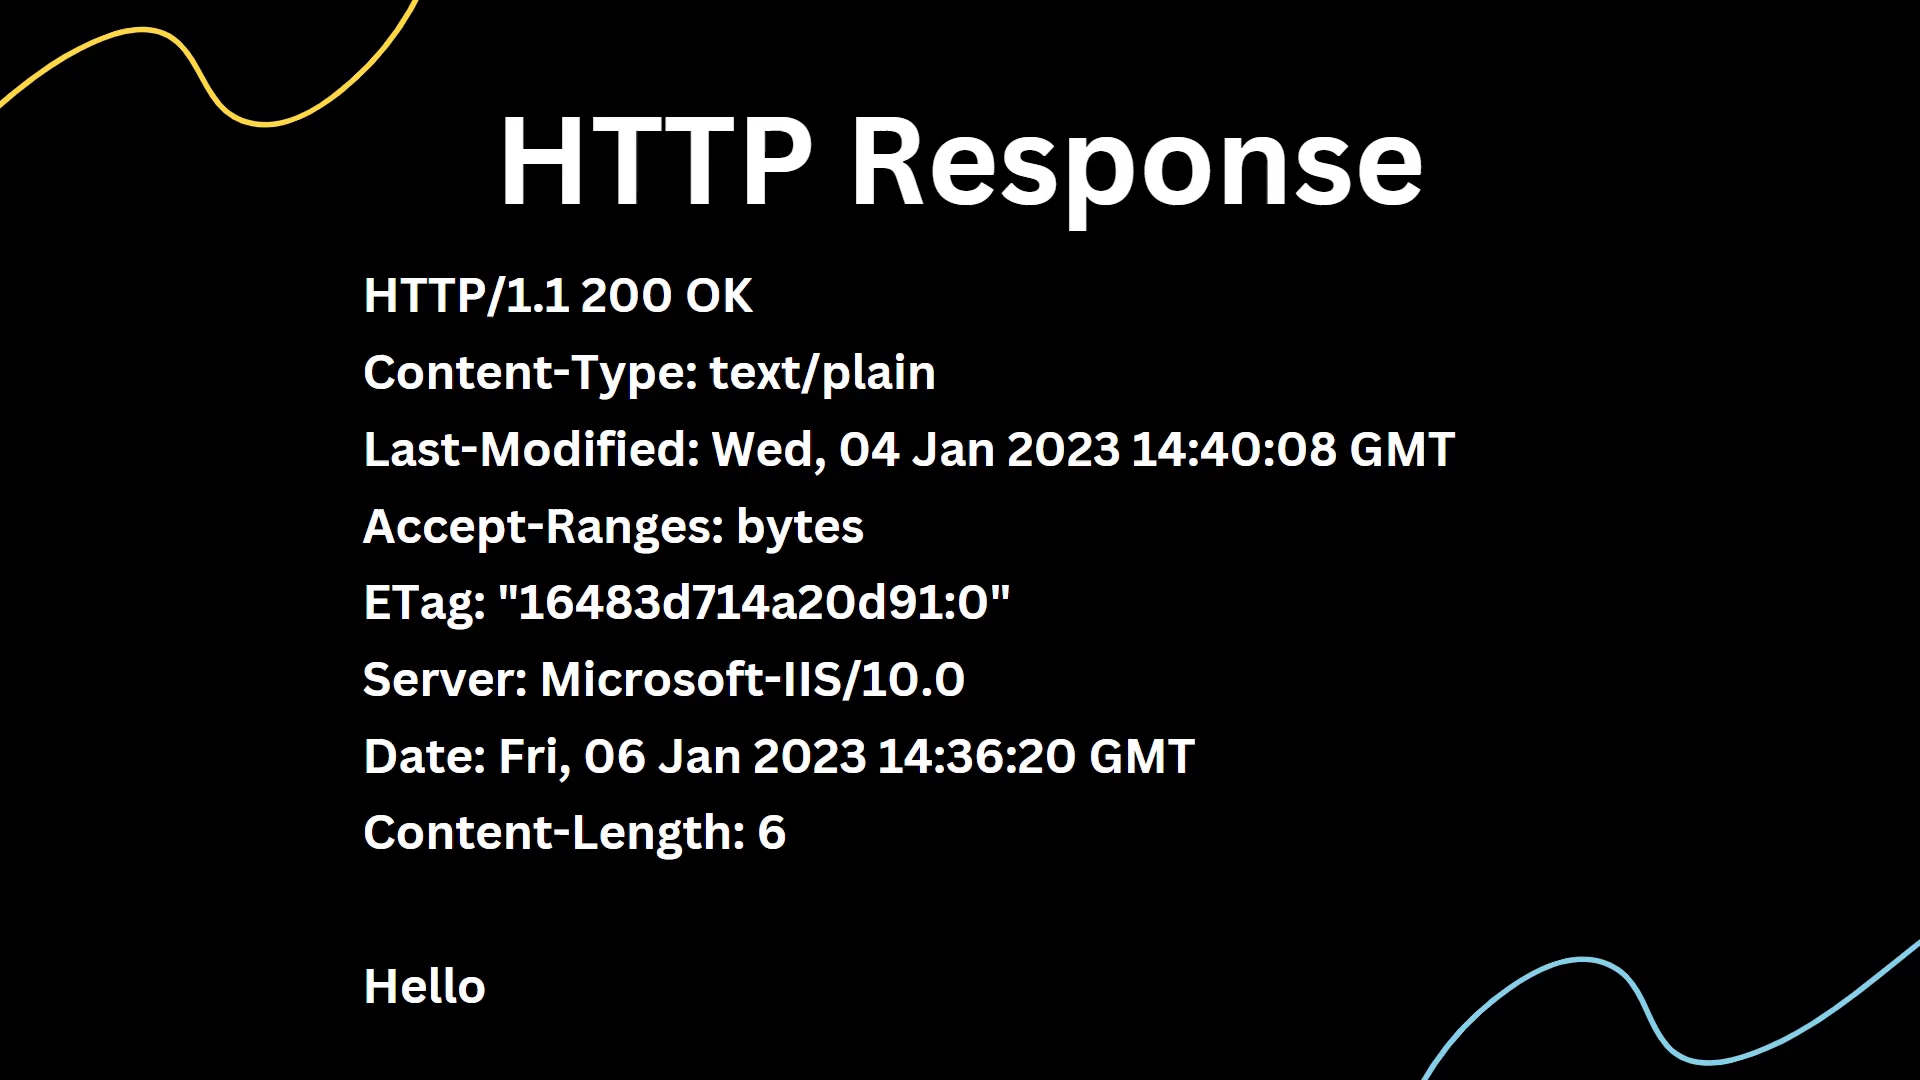 HTTP Response
HTTP/1.1 200 OK
Content-Type: text/plain
Last-Modified: Wed, 04 Jan 2023 14:40:08 GMT
Accept-Ranges: bytes
ETag: "16483d714a20d91:0"
Server: Microsoft-IIS/10.0
Date: Fri, 06 Jan 2023 14:36:20 GMT
Content-Length: 6
Hello